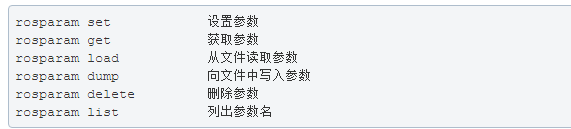 rosparam set 设置参数
rosparam get 获取参数
rosparam load 从文件读取参数
rosparam dump 向文件中写入参数
rosparam delete 删除参数
rosparam list 列出参数名